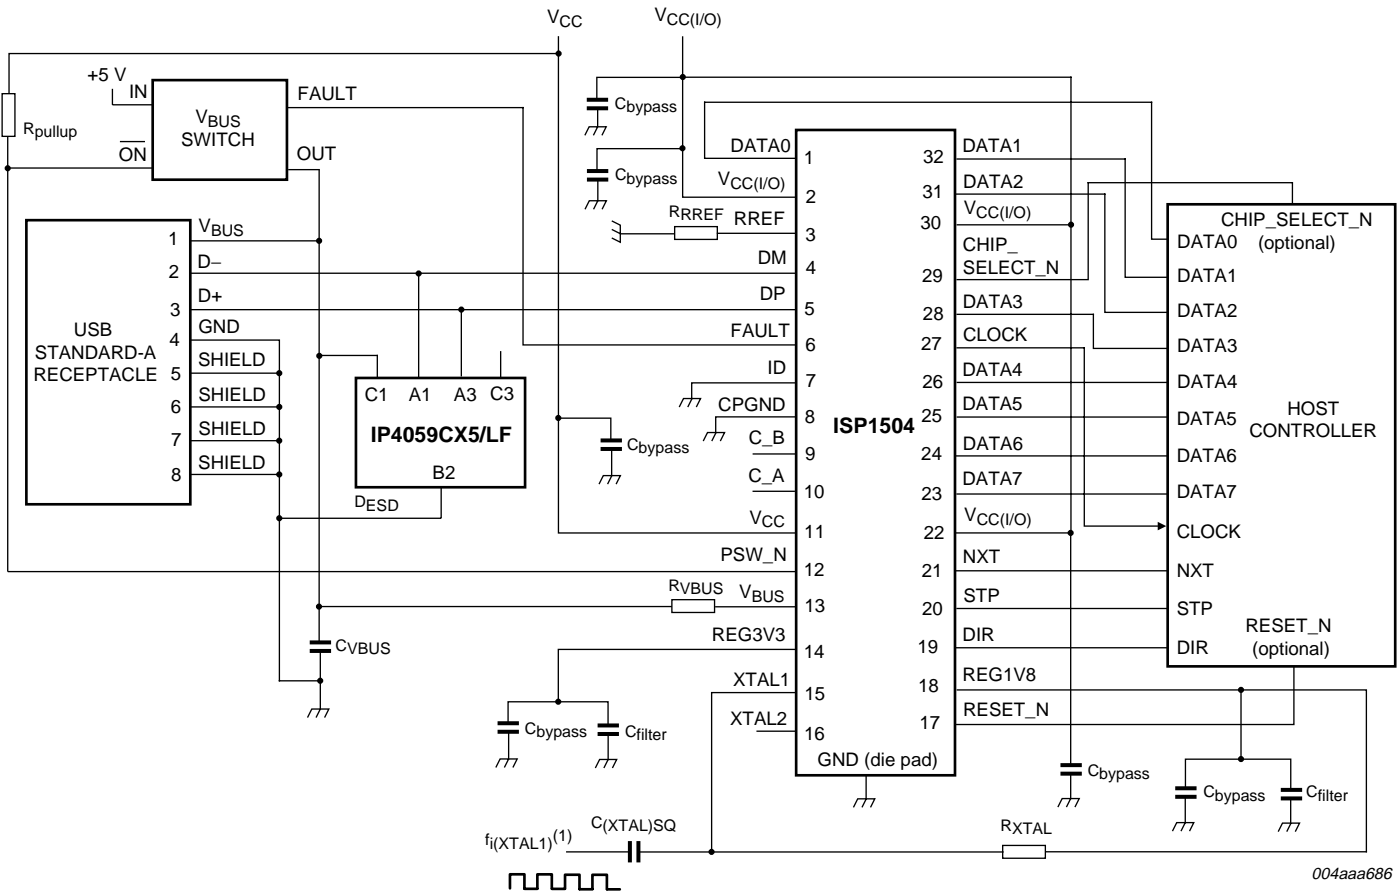 VCC
VCC(I/O)
+5 V
IN
FAULT
VBUS
SWITCH
ON
OUT
Rpullup
Cbypass
Cbypass
USB
STANDARD-A
RECEPTACLE
1 VBUS
2 D−
3 D+
4 GND
5 SHIELD
6 SHIELD
7 SHIELD
8 SHIELD
C1 A1 A3 C3
IP4059CX5/LF
B2
DESD
Cbypass
CVBUS
RRREF
RVBUS
DATA0 1
VCC(I/O) 2
RREF 3
DM 4
DP 5
FAULT 6
ID 7
CPGND 8
C_B 9
C_A 10
VCC 11
PSW_N 12
VBUS 13
REG3V3 14
XTAL1 15
XTAL2 16
ISP1504
GND (die pad)
32 DATA1
31 DATA2
30 VCC(I/O)
29 CHIP_
SELECT_N
28 DATA3
27 CLOCK
26 DATA4
25 DATA5
24 DATA6
23 DATA7
22 VCC(I/O)
21 NXT
20 STP
19 DIR
18 REG1V8
17 RESET_N
CHIP_SELECT_N
(optional)
DATA0
DATA1
DATA2
DATA3
DATA4
DATA5
DATA6
DATA7
CLOCK
NXT
STP
DIR
HOST
CONTROLLER
RESET_N
(optional)
Cbypass
Cfilter
Cbypass
Cbypass
Cfilter
fi(XTAL1)(1)
C(XTAL)SQ
RXTAL
004aaa686